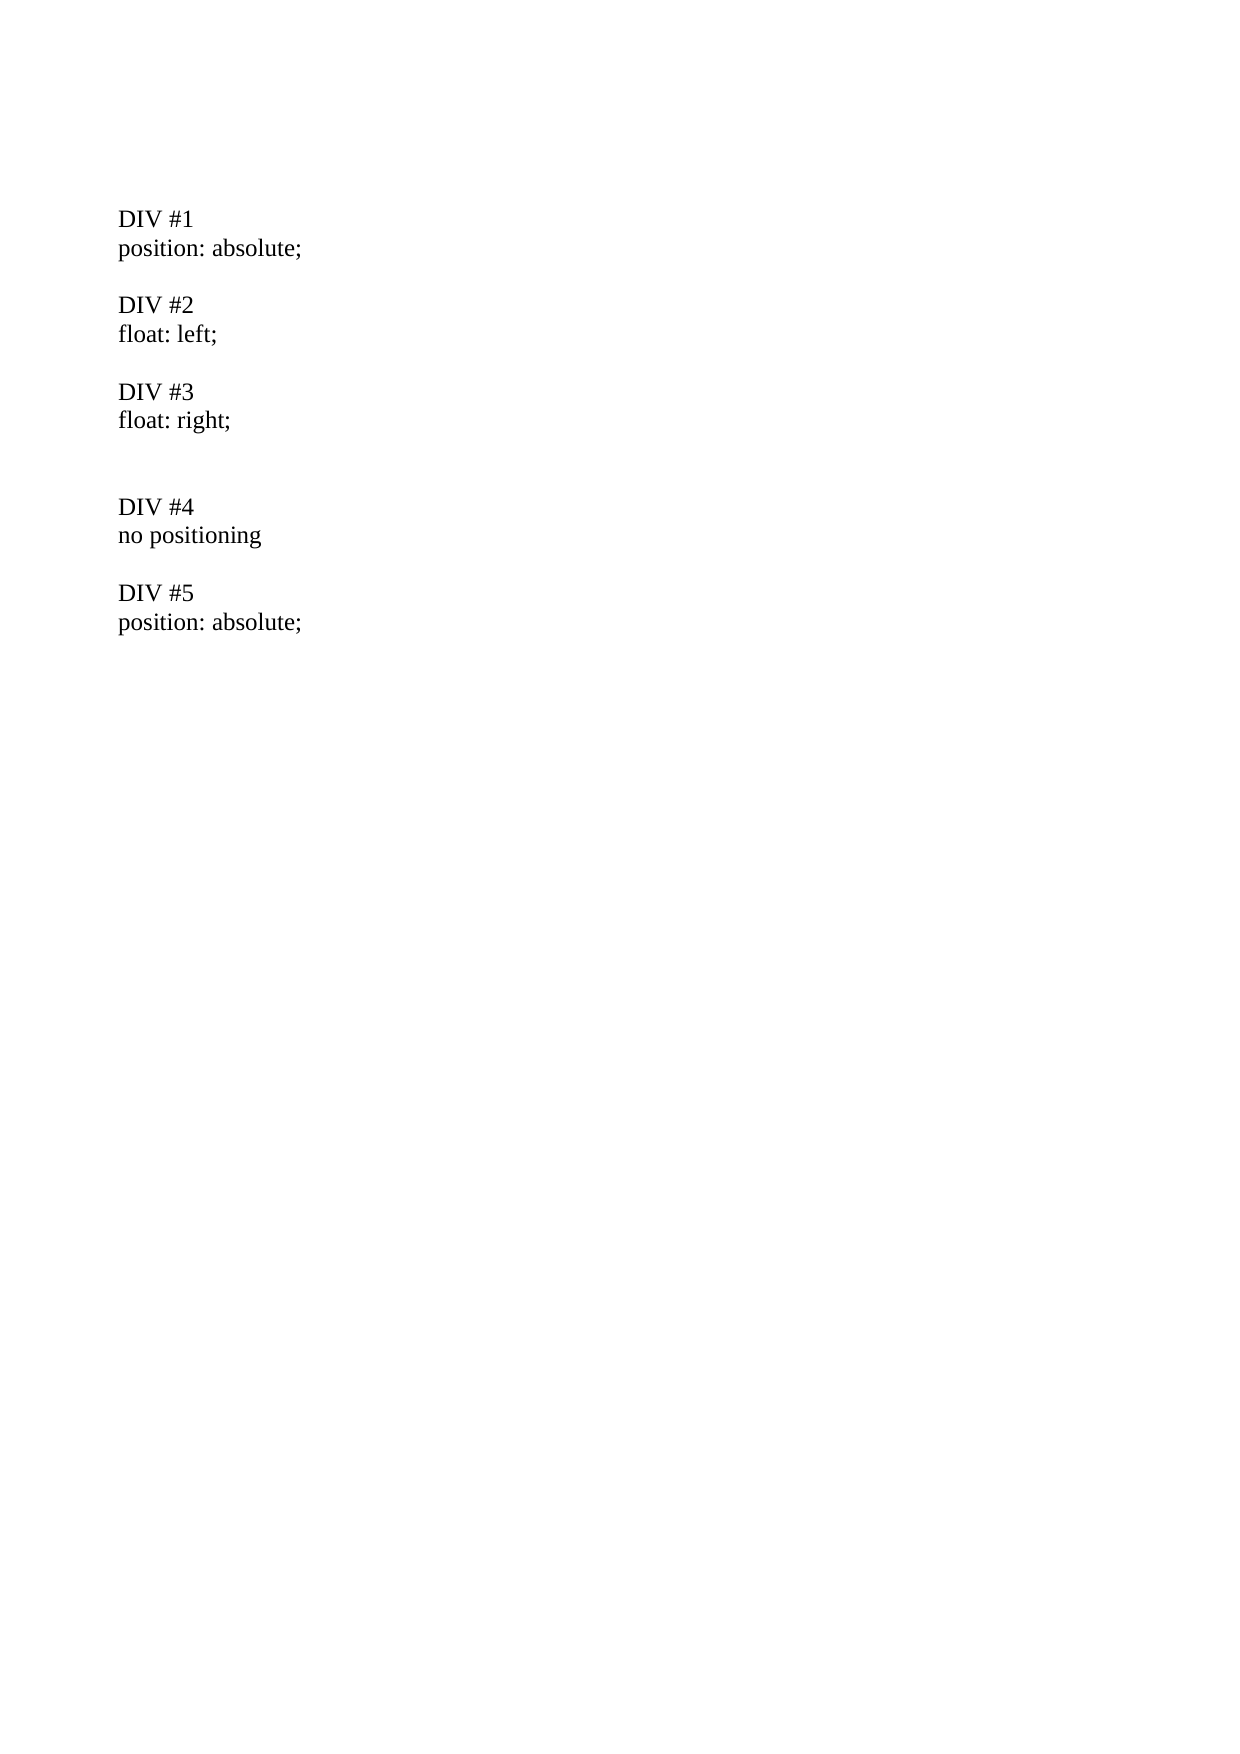 DIV #1
position: absolute;
DIV #2
float: left;
DIV #3
float: right;
DIV #4
no positioning
DIV #5
position: absolute;